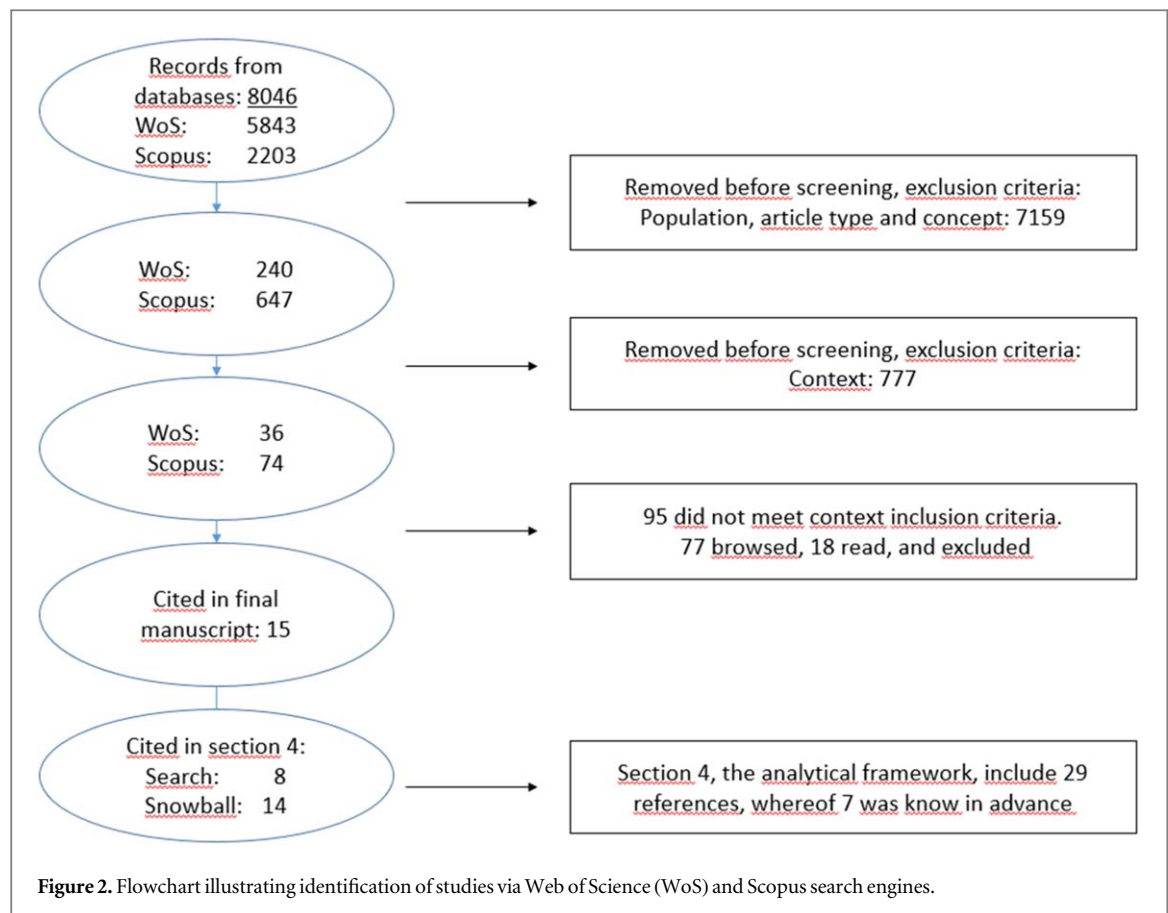 Records from
databases: 8046
WoS: 5843
Scopus: 2203
Removed before screening, exclusion criteria:
Population, article type and concept: 7159
WoS: 240
Scopus: 647
Removed before screening, exclusion criteria:
Context: 777
WoS: 36
Scopus: 74
95 did not meet context inclusion criteria.
77 browsed, 18 read, and excluded
Cited in final
manuscript: 15
Cited in section 4:
Search: 8
Snowball: 14
Section 4, the analytical framework, include 29
references, whereof 7 was know in advance
Figure 2. Flowchart illustrating identification of studies via Web of Science (WoS) and Scopus search engines.